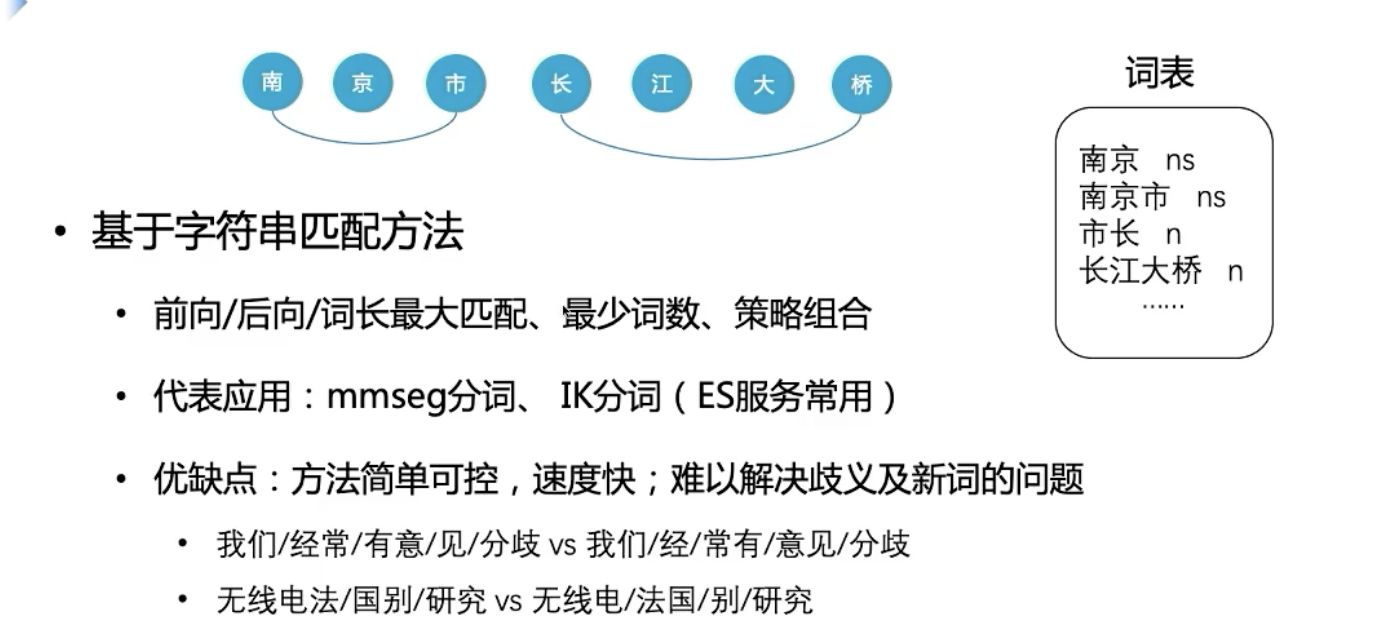 南 京 市 长 江 大 桥
词表
南京 ns
南京市 ns
市长 n
长江大桥 n
……
• 基于字符串匹配方法
• 前向/后向/词长最大匹配、最少词数、策略组合
• 代表应用：mmseg分词、 IK分词（ES服务常用）
• 优缺点：方法简单可控，速度快；难以解决歧义及新词的问题
• 我们/经常/有意/见/分歧 vs 我们/经/常有/意见/分歧
• 无线电法/国别/研究 vs 无线电/法国/别/研究